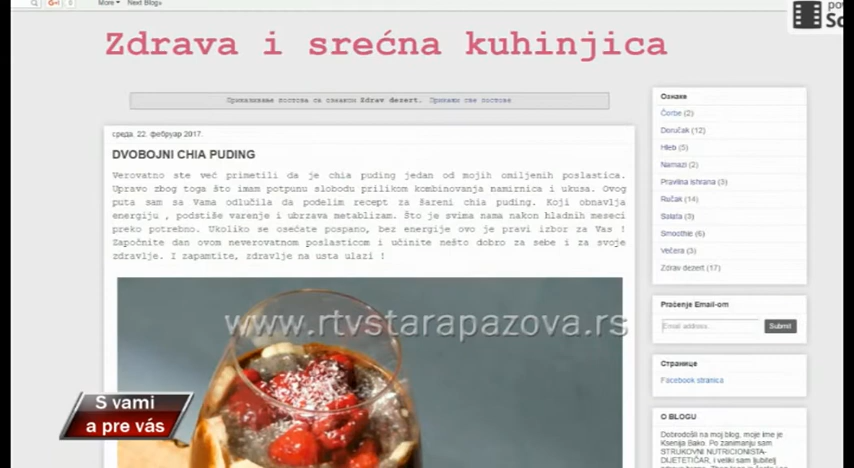 More Next Blog»
Zdrava i srećna kuhinjica
Приказивање постова са ознаком Zdrav dezert. Прикажи све постове
среда, 22. фебруар 2017.
DVOBOJNI CHIA PUDING
Verovatno ste već primetili da je chia puding jedan od mojih omiljenih poslastica.
Upravo zbog toga što imam potpunu slobodu prilikom kombinovanja namirnica i ukusa. Ovog
puta sam sa Vama odlučila da podelim recept za šareni chia puding. Koji obnavlja
energiju , podstiše varenje i ubrzava metablizam. Što je svima nama nakon hladnih meseci
preko potrebno. Ukoliko se osećate pospano, bez energije ovo je pravi izbor za Vas !
Započnite dan ovom neverovatnom poslasticom i učinite nešto dobro za sebe i za svoje
zdravlje. I zapamtite, zdravlje na usta ulazi !
www.rtvstarapazova.rs
S vami
a pre vás
Ознаке
Čorbe (2)
Doručak (12)
Hleb (5)
Namazi (2)
Pravilna ishrana (3)
Ručak (14)
Salata (3)
Smoothie (6)
Večera (3)
Zdrav dezert (17)
Praćenje Email-om
Email address...
Submit
Странице
Facebook stranica
O BLOGU
Dobrodošli na moj blog, moje ime je
Ksenija Bako. Po zanimanju sam
STRUKOVNI NUTRICIONISTA-
DIJETETIČAR, i veliki sam ljubitelj